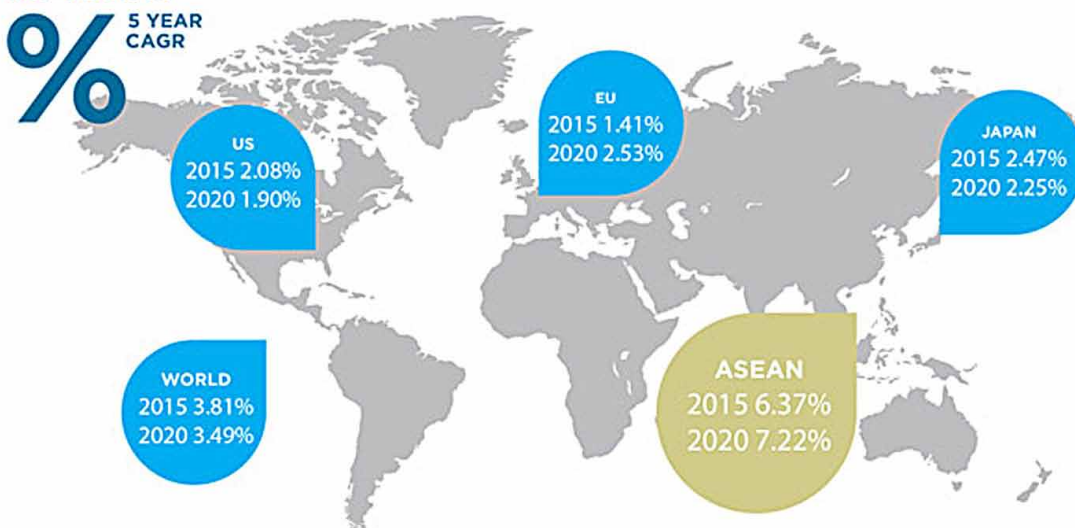 %
5 YEAR
CAGR
US
2015 2.08%
2020 1.90%
EU
2015 1.41%
2020 2.53%
JAPAN
2015 2.47%
2020 2.25%
WORLD
2015 3.81%
2020 3.49%
ASEAN
2015 6.37%
2020 7.22%